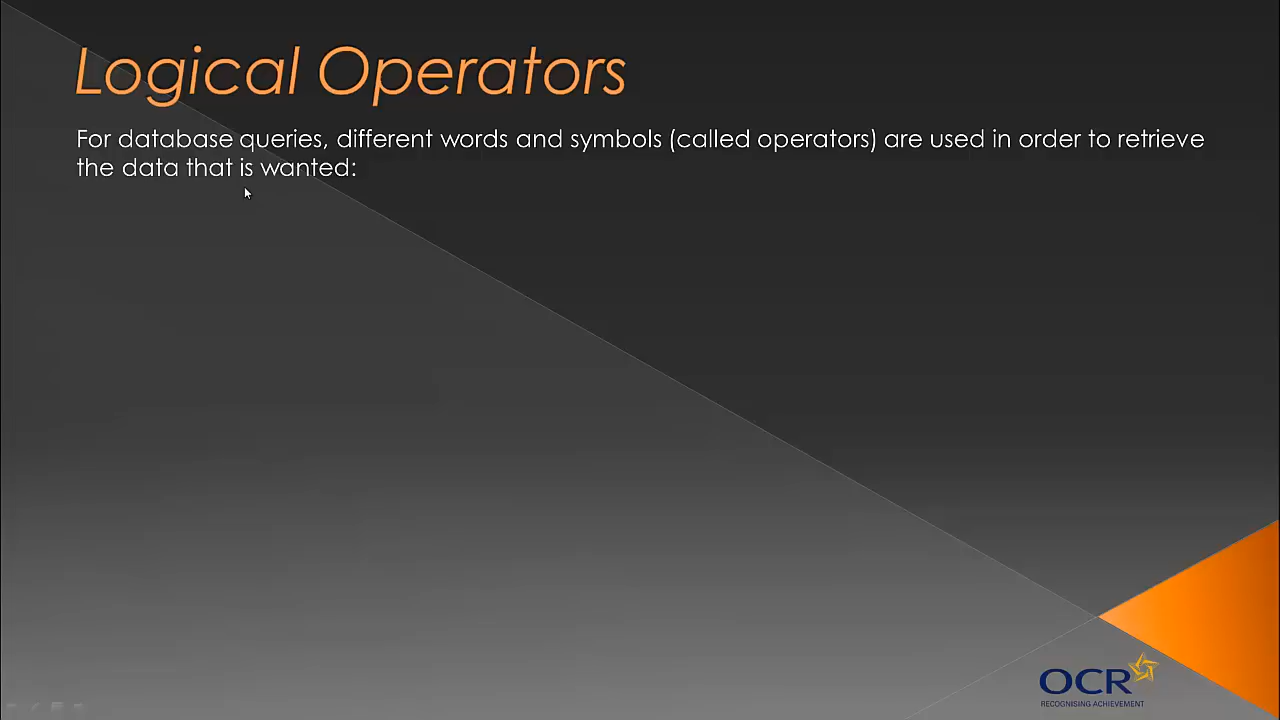 Logical Operators
For database queries, different words and symbols (called operators) are used in order to retrieve
the data that is wanted:
OCR
RECOGNISING ACHIEVEMENT